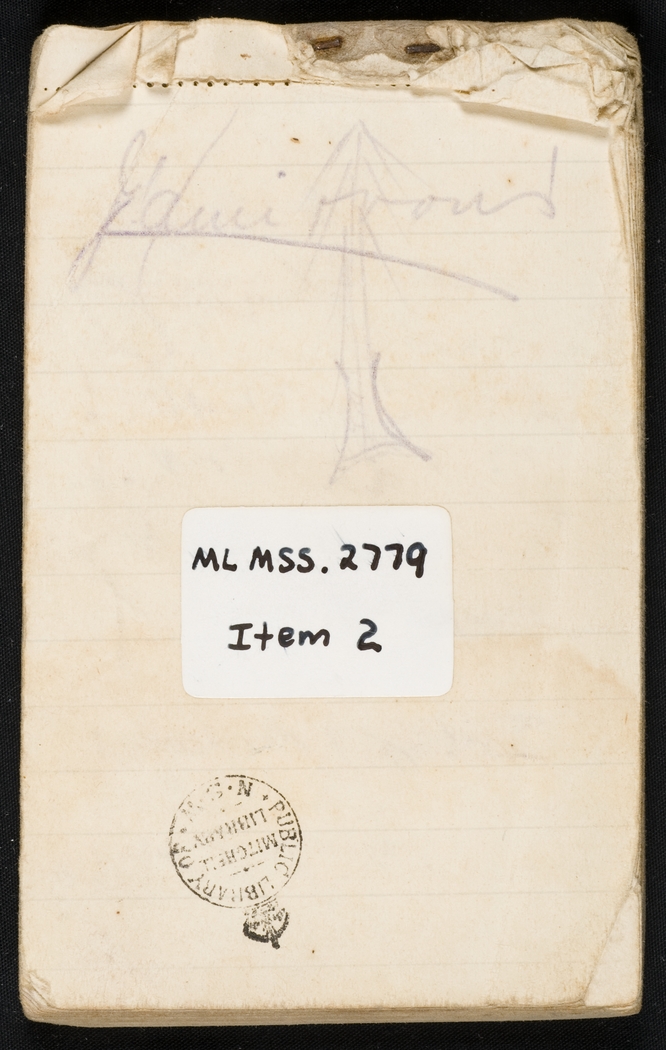 ML MSS. 2779
Item 2
PUBLIC LIBRARY OF N·S·W·
MITCHELL
LIBRARY